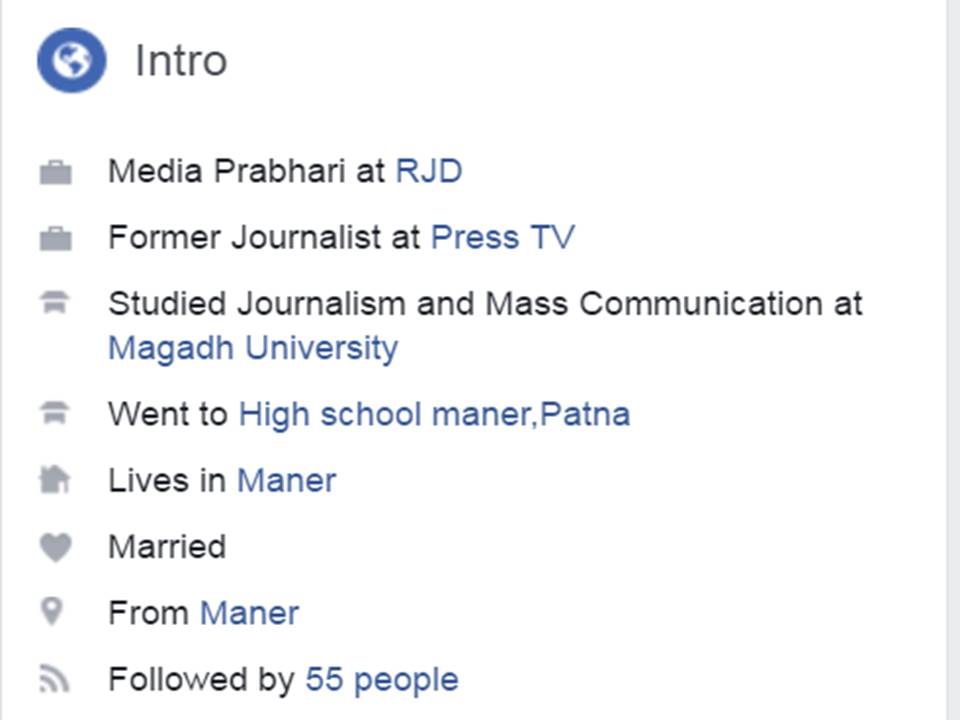 Intro
Media Prabhari at RJD
Former Journalist at Press TV
Studied Journalism and Mass Communication at
Magadh University
Went to High school maner,Patna
Lives in Maner
Married
From Maner
Followed by 55 people